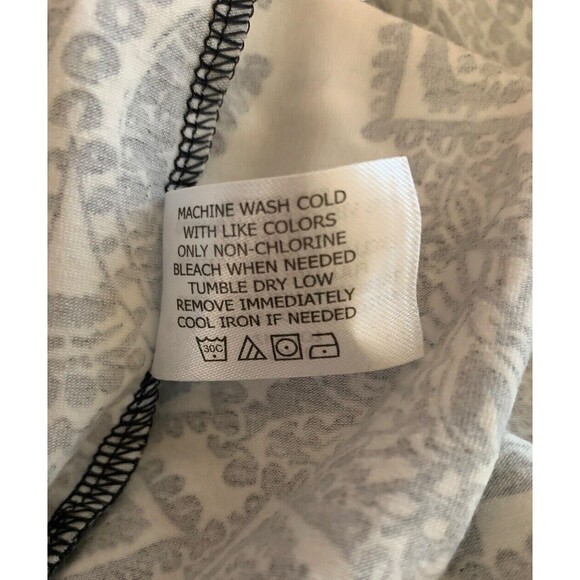 MACHINE WASH COLD
WITH LIKE COLORS
ONLY NON-CHLORINE
BLEACH WHEN NEEDED
TUMBLE DRY LOW
REMOVE IMMEDIATELY
COOL IRON IF NEEDED
30C